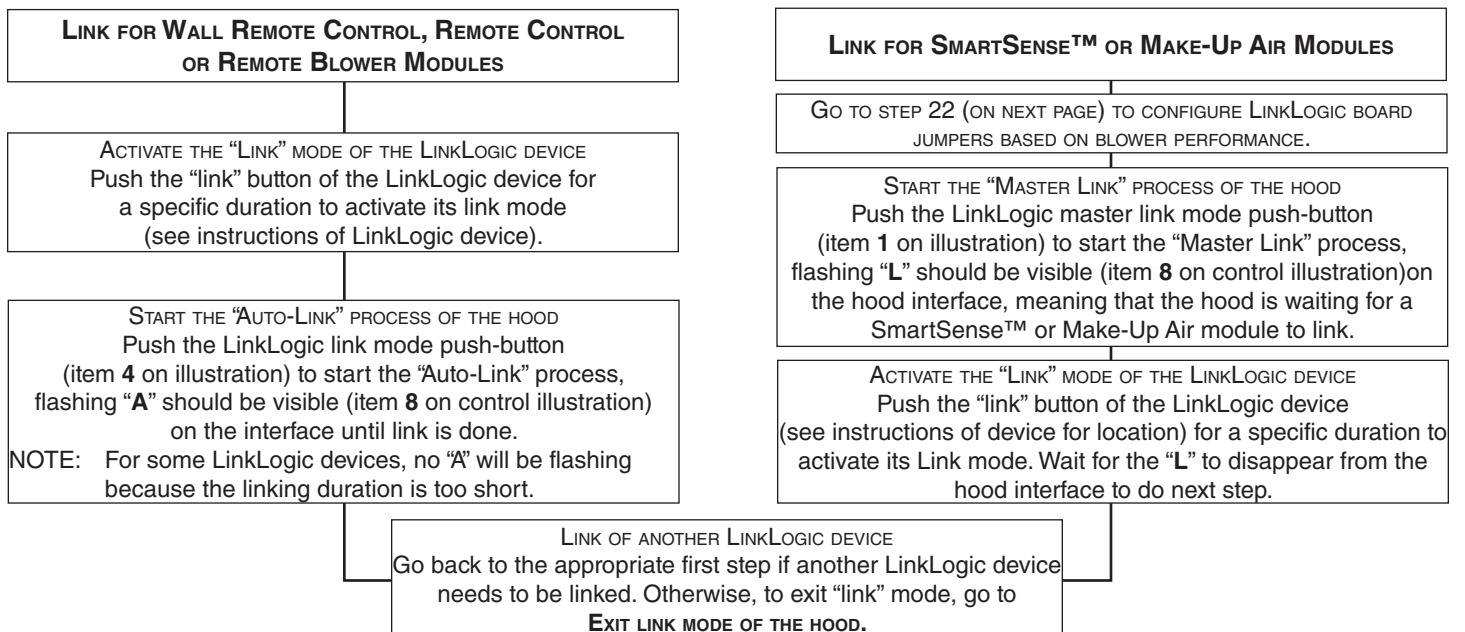 LINK FOR WALL REMOTE CONTROL, REMOTE CONTROL
OR REMOTE BLOWER MODULES
ACTIVATE THE “LINK” MODE OF THE LINKLOGIC DEVICE
Push the “link” button of the LinkLogic device for
a specific duration to activate its link mode
(see instructions of LinkLogic device).
START THE “AUTO-LINK” PROCESS OF THE HOOD
Push the LinkLogic link mode push-button
(item 4 on illustration) to start the “Auto-Link” process,
flashing “A” should be visible (item 8 on control illustration)
on the interface until link is done.
NOTE: For some LinkLogic devices, no “A” will be flashing
because the linking duration is too short.
LINK FOR SMARTSENSE™ OR MAKE-UP AIR MODULES
GO TO STEP 22 (ON NEXT PAGE) TO CONFIGURE LINKLOGIC BOARD
JUMPERS BASED ON BLOWER PERFORMANCE.
START THE “MASTER LINK” PROCESS OF THE HOOD
Push the LinkLogic master link mode push-button
(item 1 on illustration) to start the “Master Link” process,
flashing “L” should be visible (item 8 on control illustration)on
the hood interface, meaning that the hood is waiting for a
SmartSense™ or Make-Up Air module to link.
ACTIVATE THE “LINK” MODE OF THE LINKLOGIC DEVICE
Push the “link” button of the LinkLogic device
(see instructions of device for location) for a specific duration to
activate its Link mode. Wait for the “L” to disappear from the
hood interface to do next step.
LINK OF ANOTHER LINKLOGIC DEVICE
Go back to the appropriate first step if another LinkLogic device
needs to be linked. Otherwise, to exit “link” mode, go to
EXIT LINK MODE OF THE HOOD.